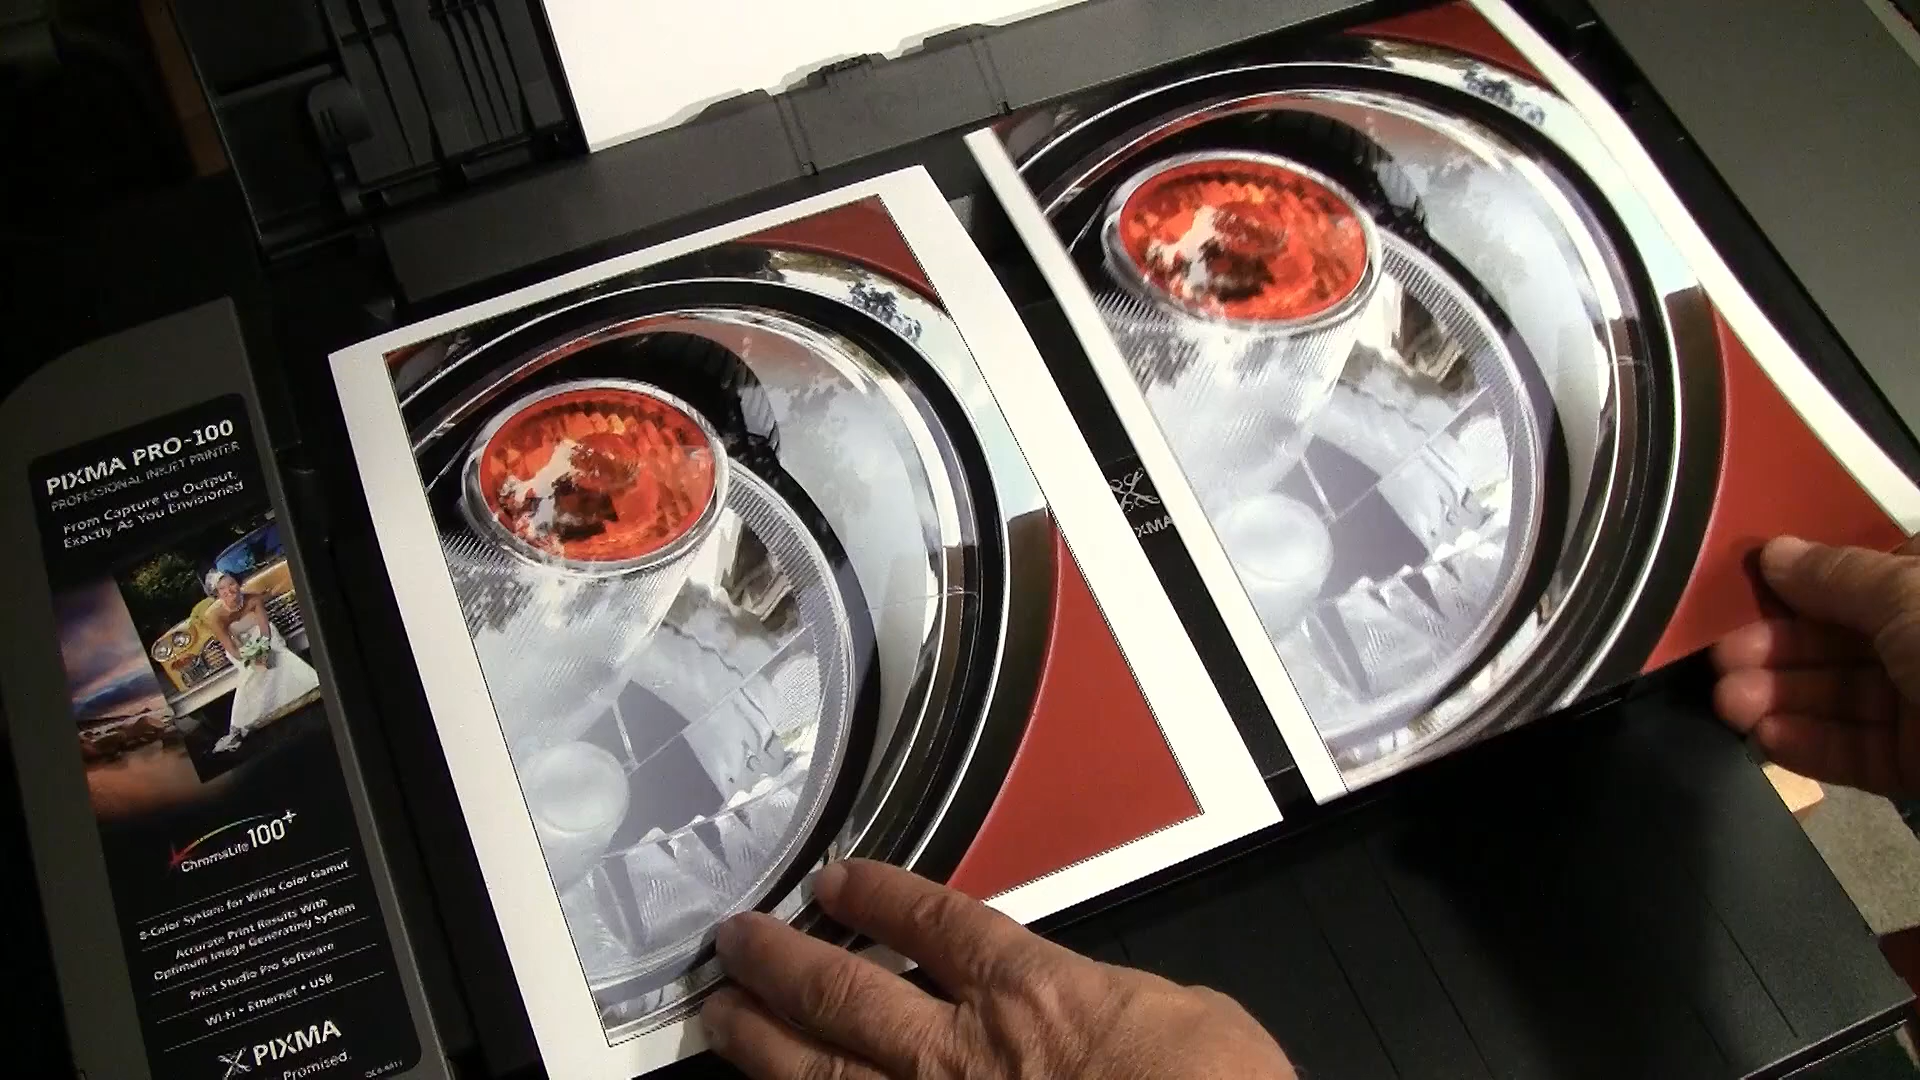 PIXMA PRO-100
PROFESSIONAL INKJET PRINTER
From Capture to Output,
Exactly As You Envisioned
ChromaLife 100+
8-Color System for Wide Color Gamut
Accurate Print Results With
Optimum Image Generating System
Print Studio Pro Software
Wi-Fi • Ethernet • USB
PIXMA
Promised.
XMA